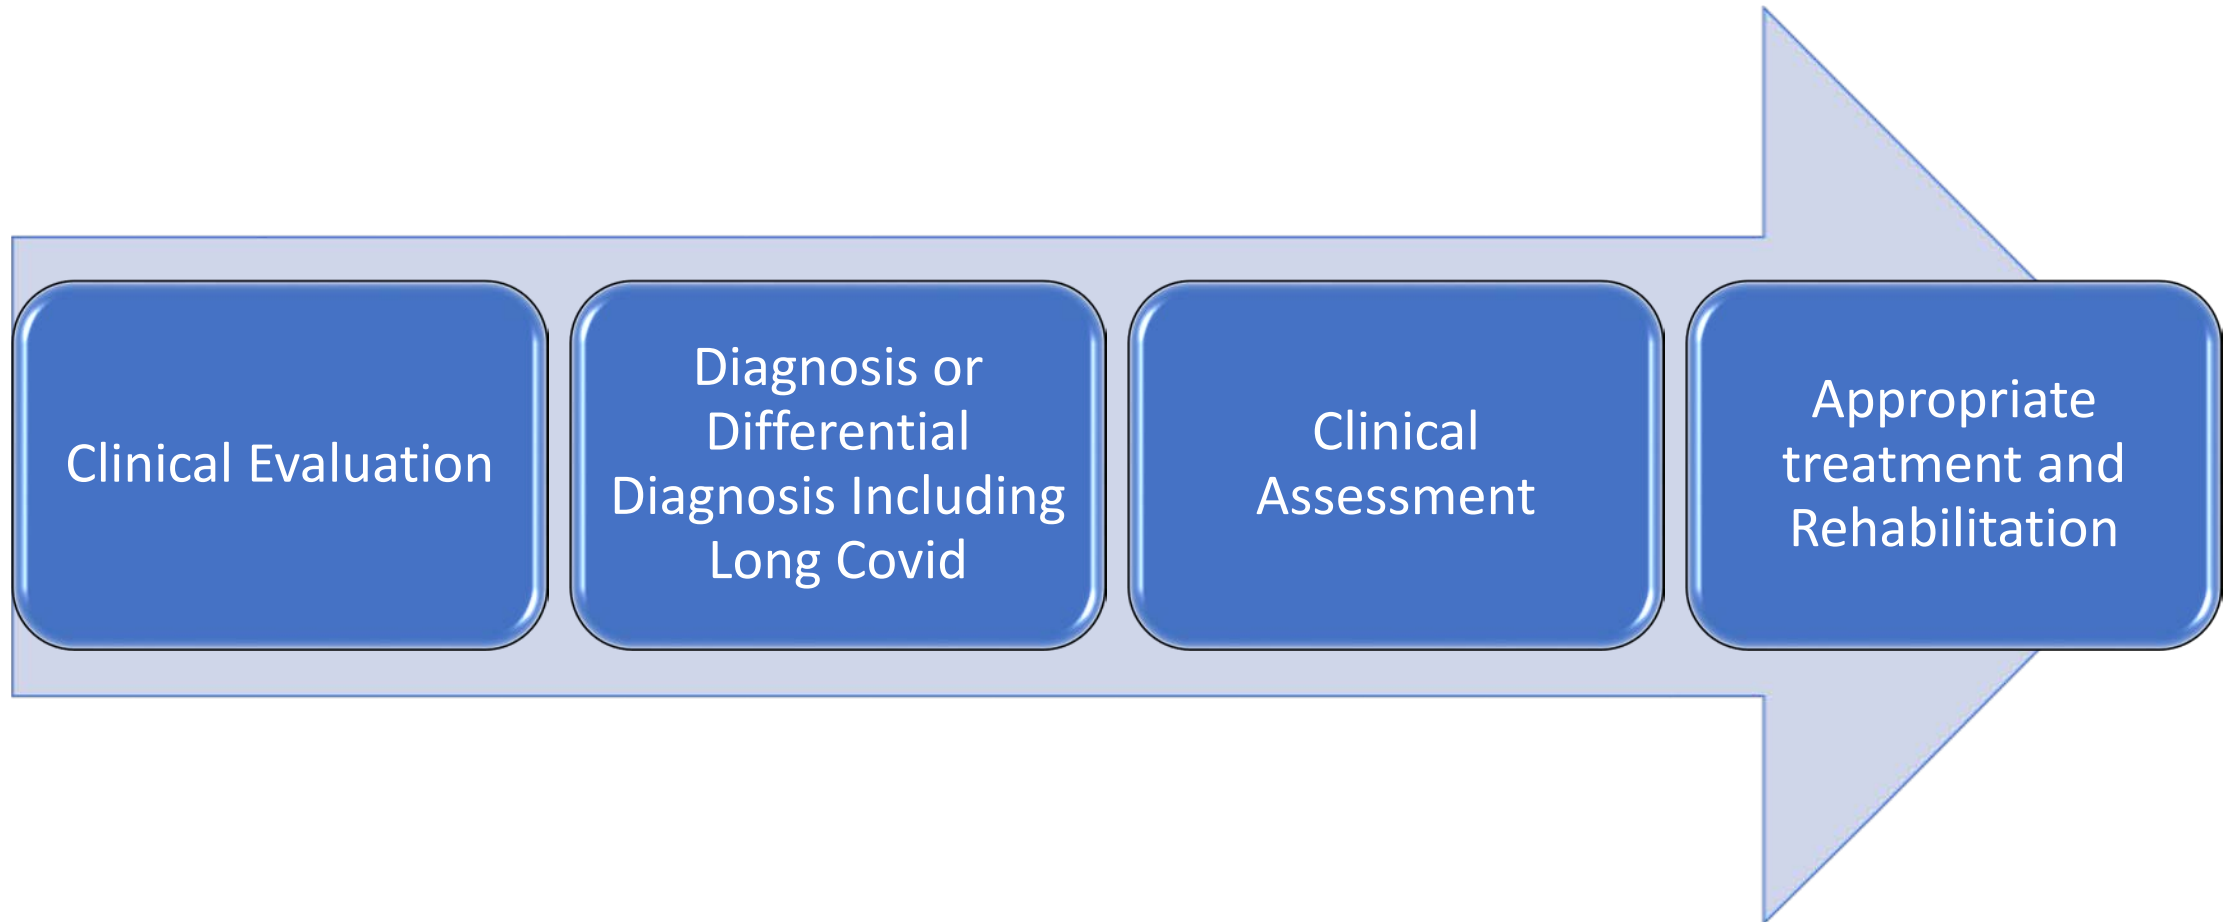 Clinical Evaluation
Diagnosis or
Differential
Diagnosis Including
Long Covid
Clinical
Assessment
Appropriate
treatment and
Rehabilitation